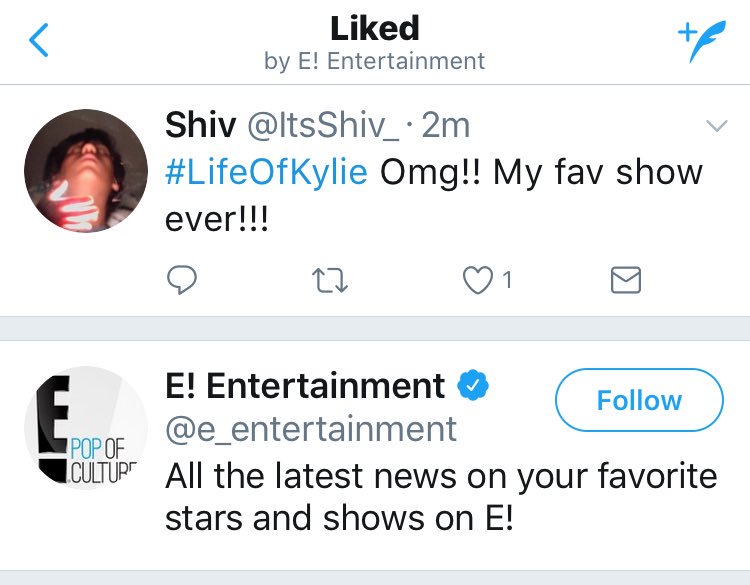 Liked
by E! Entertainment
Shiv @ItsShiv_ · 2m
#LifeOfKylie Omg!! My fav show
ever!!!
1
E! Entertainment
Follow
@e_entertainment
E!
POP OF
CULTURE
All the latest news on your favorite
stars and shows on E!